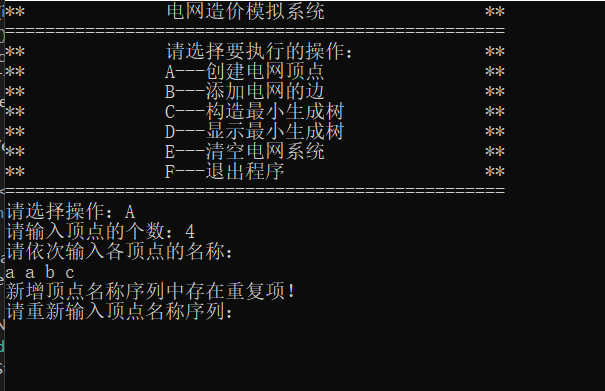 ** 电网造价模拟系统 **
==================================================
** 请选择要执行的操作: **
** A---创建电网顶点 **
** B---添加电网的边 **
** C---构造最小生成树 **
** D---显示最小生成树 **
** E---清空电网系统 **
** F---退出程序 **
==================================================
请选择操作: A
请输入顶点的个数: 4
请依次输入各顶点的名称:
a a b c
新增顶点名称序列中存在重复项!
请重新输入顶点名称序列: